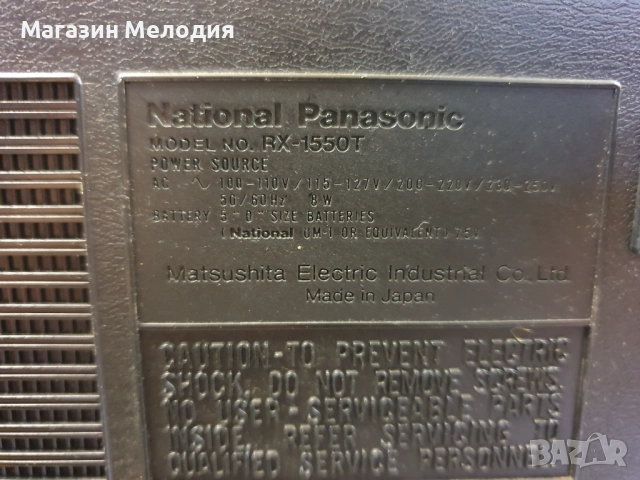 Магазин Мелодия
National Panasonic
MODEL NO. RX-1550T
POWER SOURCE
AC ∿ 100-110V/115-127V/200-220V/230-250V
50/60Hz 8W
BATTERY 5 "D" SIZE BATTERIES
(National UM-1 OR EQUIVALENT) 7.5V
Matsushita Electric Industrial Co., Ltd.
Made in Japan
CAUTION-TO PREVENT ELECTRIC
SHOCK, DO NOT REMOVE SCREWS.
NO USER-SERVICEABLE PARTS
INSIDE. REFER SERVICING TO
QUALIFIED SERVICE PERSONNEL
BAZAR